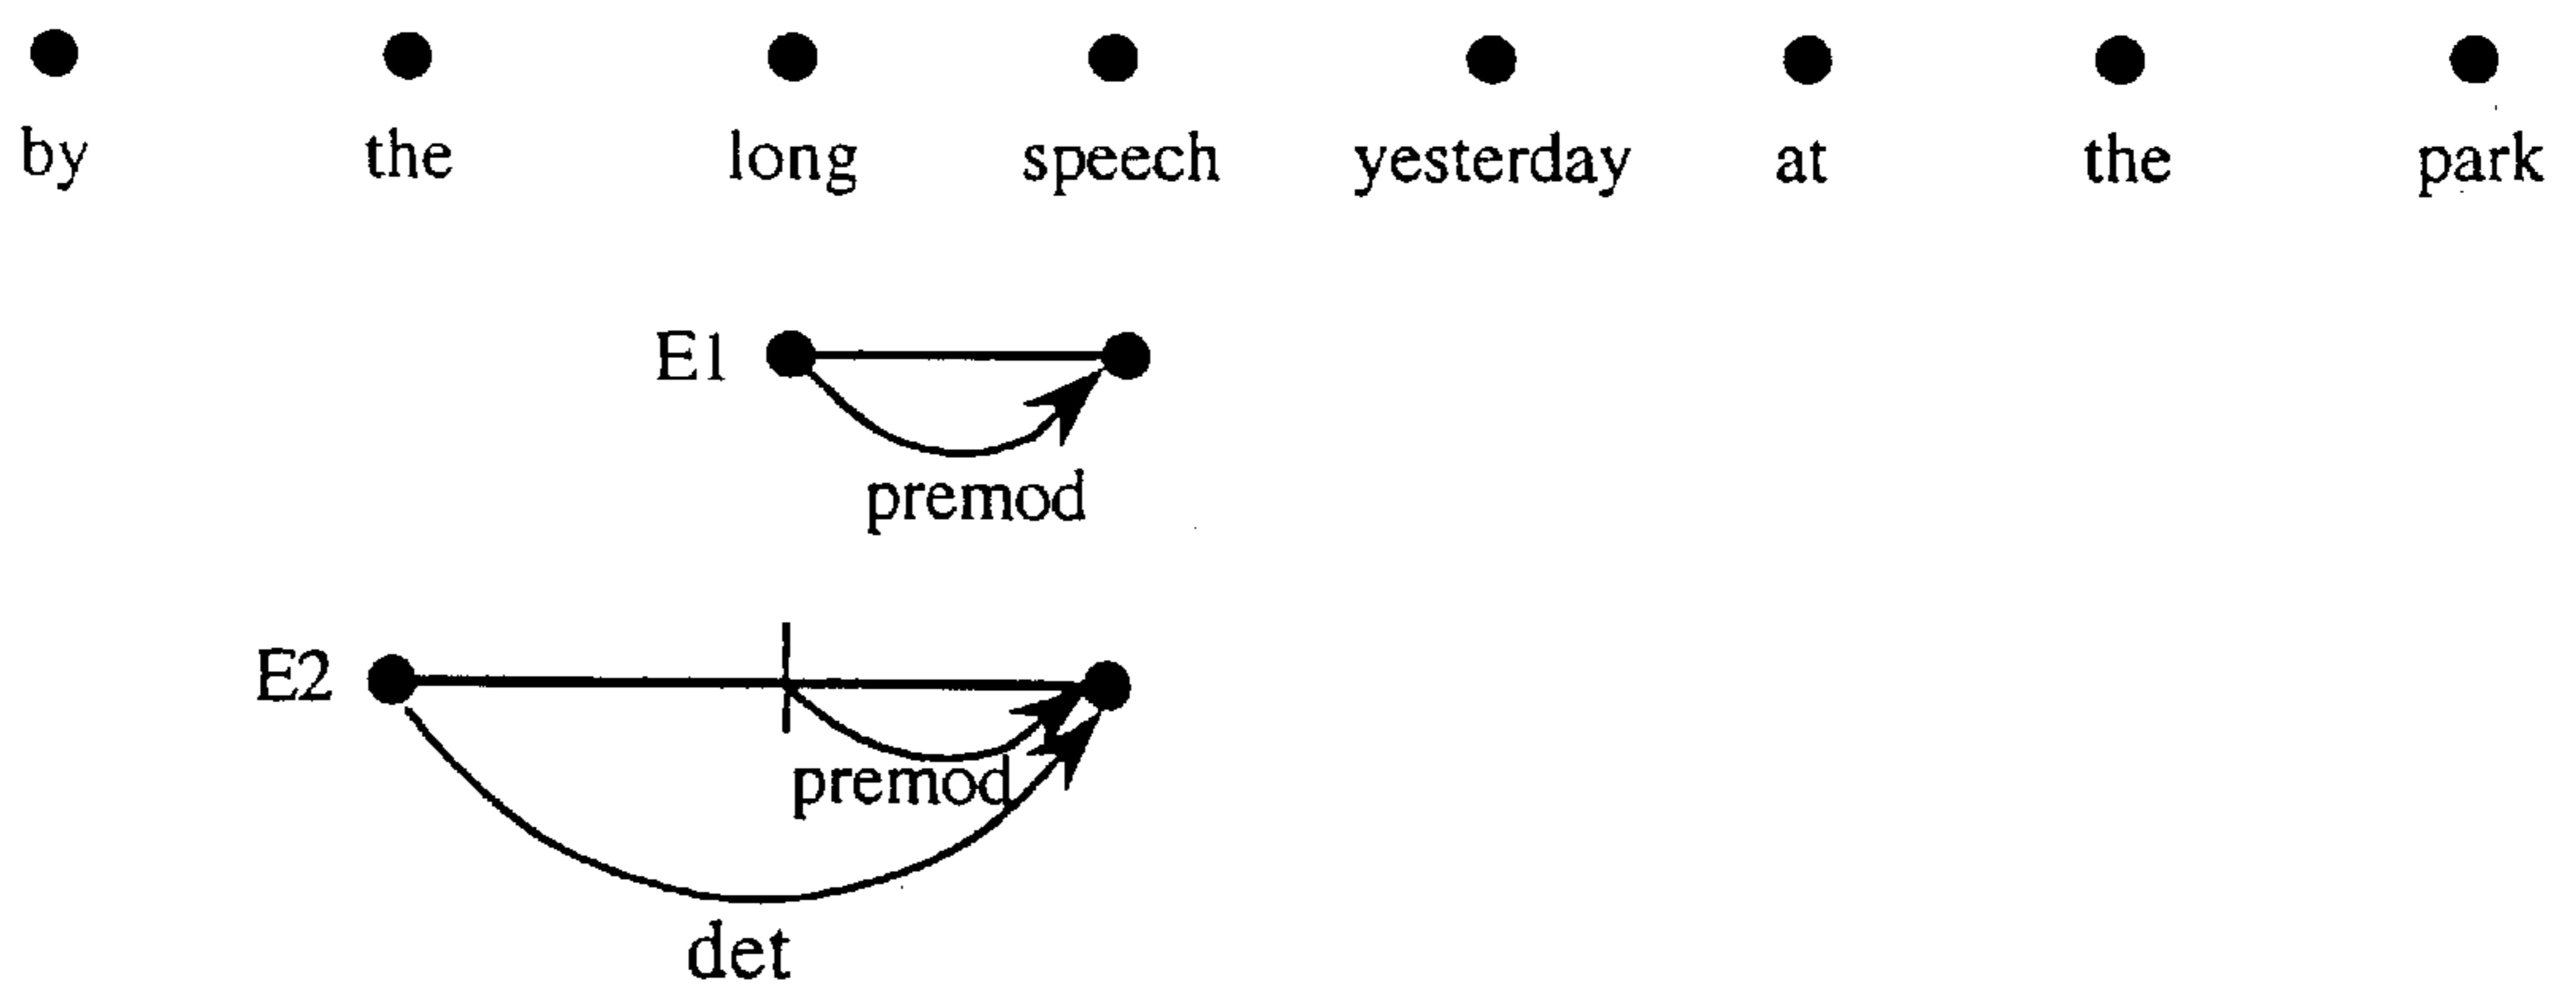 by the long speech yesterday at the park
E1
premod
E2
premod
det